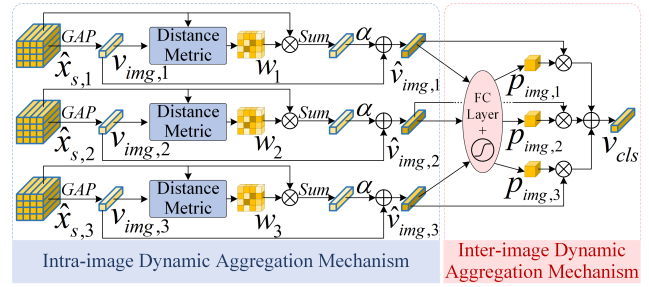 GAP Distance Metric Sum α
x̂s,1 vimg,1 w1 v̂img,1 pimg,1
GAP Distance Metric Sum α FC Layer +
x̂s,2 vimg,2 w2 v̂img,2 pimg,2 vcls
GAP Distance Metric Sum α
x̂s,3 vimg,3 w3 v̂img,3 pimg,3
Intra-image Dynamic Aggregation Mechanism
Inter-image Dynamic
Aggregation Mechanism